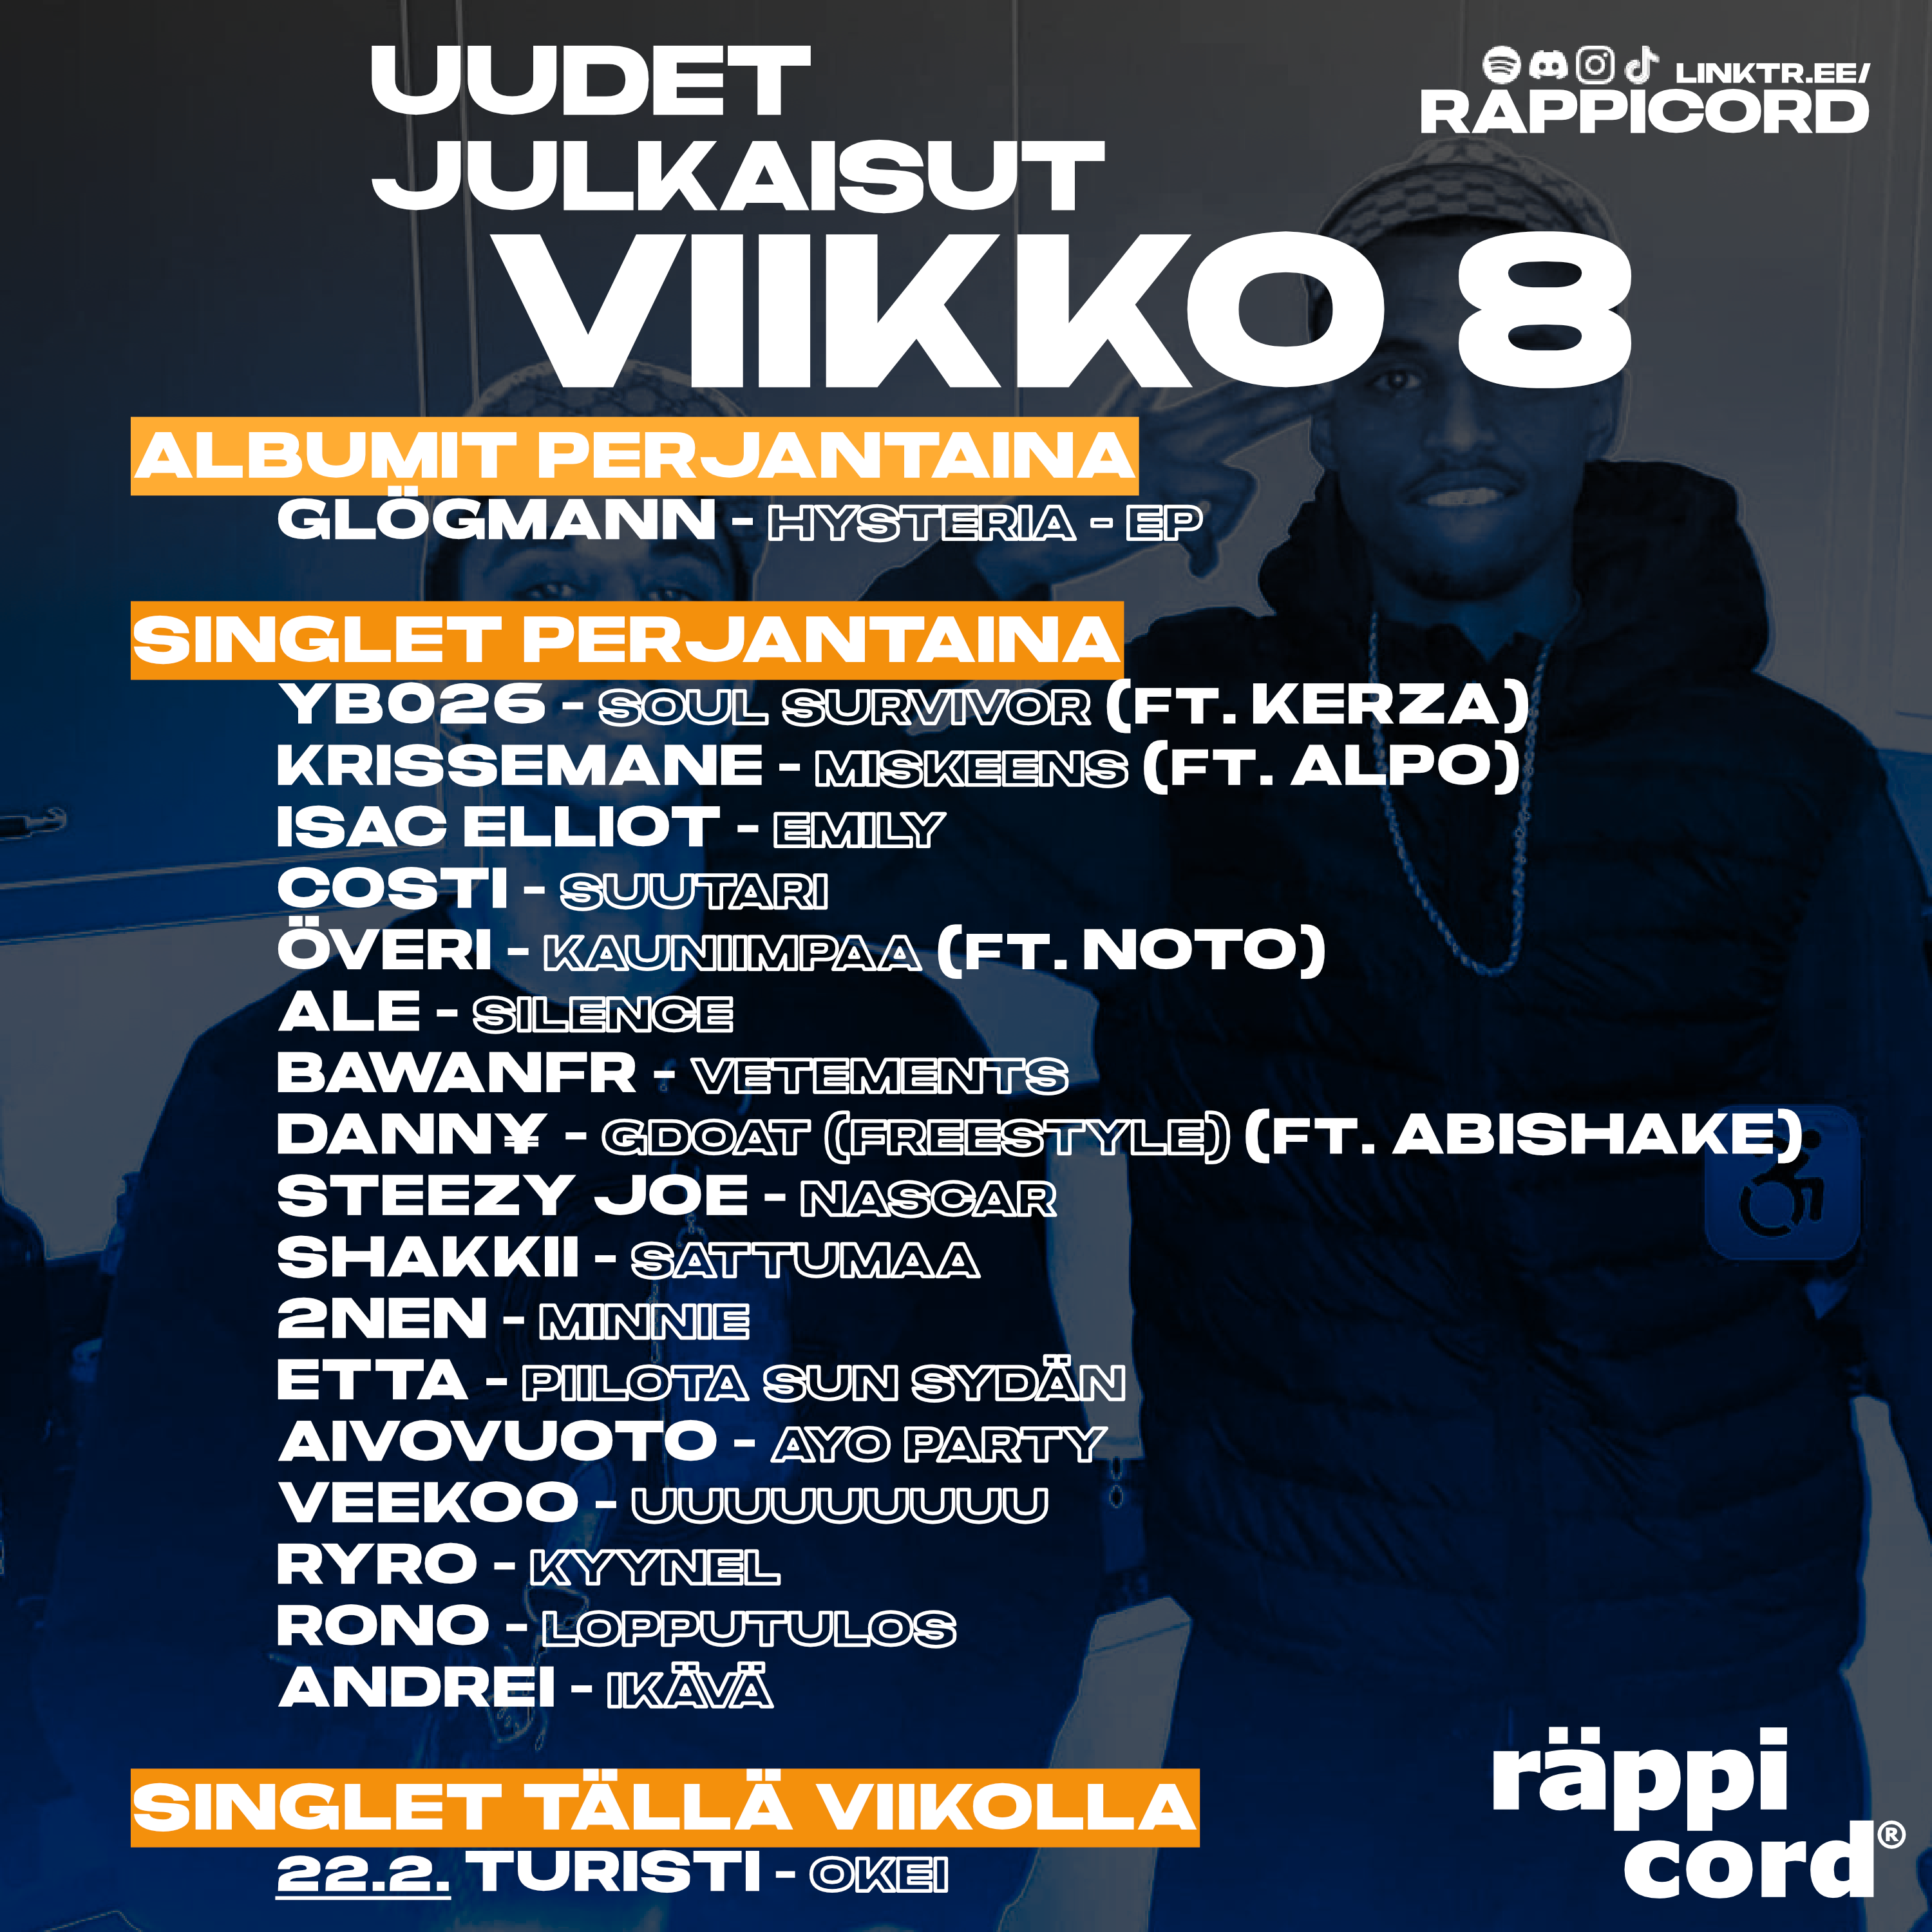 UUDET
JULKAISUT
VIIKKO 8
LINKTR.EE/
RAPPICORD
ALBUMIT PERJANTAINA
GLÖGMANN - HYSTERIA - EP
SINGLET PERJANTAINA
YB026 - SOUL SURVIVOR (FT. KERZA)
KRISSEMANE - MISKEENS (FT. ALPO)
ISAC ELLIOT - EMILY
COSTI - SUUTARI
ÖVERI - KAUNIIMPAA (FT. NOTO)
ALE - SILENCE
BAWANFR - VETEMENTS
DANN¥ - GDOAT (FREESTYLE) (FT. ABISHAKE)
STEEZY JOE - NASCAR
SHAKKII - SATTUMAA
2NEN - MINNIE
ETTA - PIILOTA SUN SYDÄN
AIVOVUOTO - AYO PARTY
VEEKOO - UUUUUUUUU
RYRO - KYYNEL
RONO - LOPPUTULOS
ANDREI - IKÄVÄ
SINGLET TÄLLÄ VIIKOLLA
22.2. TURISTI - OKEI
räppi
cord®